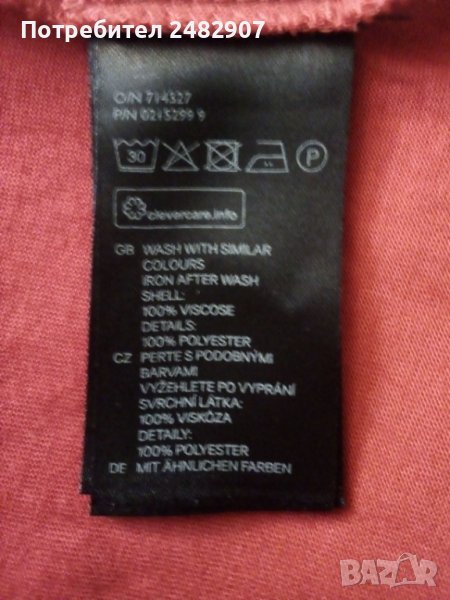 Потребител 2482907
O/N 714327
P/N 0215299 9
30 P
clevercare.info
GB WASH WITH SIMILAR
COLOURS
IRON AFTER WASH
SHELL:
100% VISCOSE
DETAILS:
100% POLYESTER
CZ PERTE S PODOBNÝMI
BARVAMI
VYŽEHLETE PO VYPRÁNÍ
SVRCHNÍ LÁTKA:
100% VISKÓZA
DETAILY:
100% POLYESTER
DE MIT ÄHNLICHEN FARBEN
BAZAR